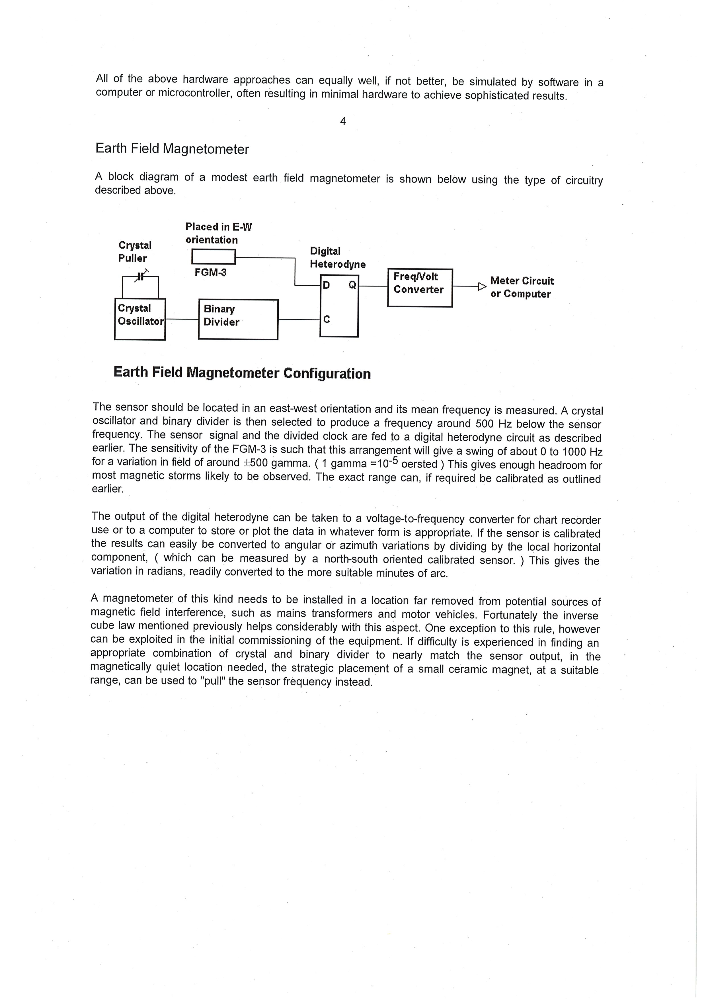 All of the above hardware approaches can equally well, if not better, be simulated by software in a
computer or microcontroller, often resulting in minimal hardware to achieve sophisticated results.
4
Earth Field Magnetometer
A block diagram of a modest earth field magnetometer is shown below using the type of circuitry
described above.
Placed in E-W
orientation
Crystal
Puller
FGM-3
Digital
Heterodyne
D Q
C
Freq/Volt
Converter
Meter Circuit
or Computer
Crystal
Oscillator
Binary
Divider
Earth Field Magnetometer Configuration
The sensor should be located in an east-west orientation and its mean frequency is measured. A crystal
oscillator and binary divider is then selected to produce a frequency around 500 Hz below the sensor
frequency. The sensor signal and the divided clock are fed to a digital heterodyne circuit as described
earlier. The sensitivity of the FGM-3 is such that this arrangement will give a swing of about 0 to 1000 Hz
for a variation in field of around ±500 gamma. ( 1 gamma =10⁻⁵ oersted ) This gives enough headroom for
most magnetic storms likely to be observed. The exact range can, if required be calibrated as outlined
earlier.
The output of the digital heterodyne can be taken to a voltage-to-frequency converter for chart recorder
use or to a computer to store or plot the data in whatever form is appropriate. If the sensor is calibrated
the results can easily be converted to angular or azimuth variations by dividing by the local horizontal
component, ( which can be measured by a north-south oriented calibrated sensor. ) This gives the
variation in radians, readily converted to the more suitable minutes of arc.
A magnetometer of this kind needs to be installed in a location far removed from potential sources of
magnetic field interference, such as mains transformers and motor vehicles. Fortunately the inverse
cube law mentioned previously helps considerably with this aspect. One exception to this rule, however
can be exploited in the initial commissioning of the equipment. If difficulty is experienced in finding an
appropriate combination of crystal and binary divider to nearly match the sensor output, in the
magnetically quiet location needed, the strategic placement of a small ceramic magnet, at a suitable
range, can be used to "pull" the sensor frequency instead.